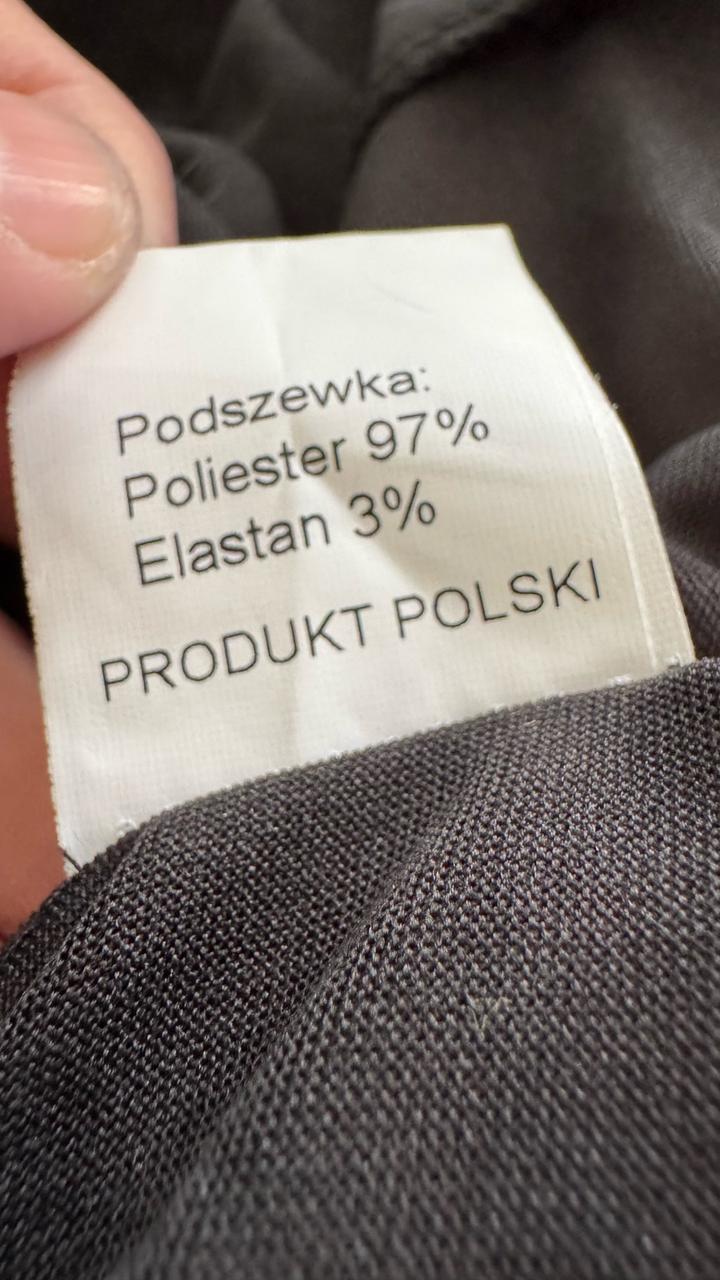 Podszewka:
Poliester 97%
Elastan 3%
PRODUKT POLSKI